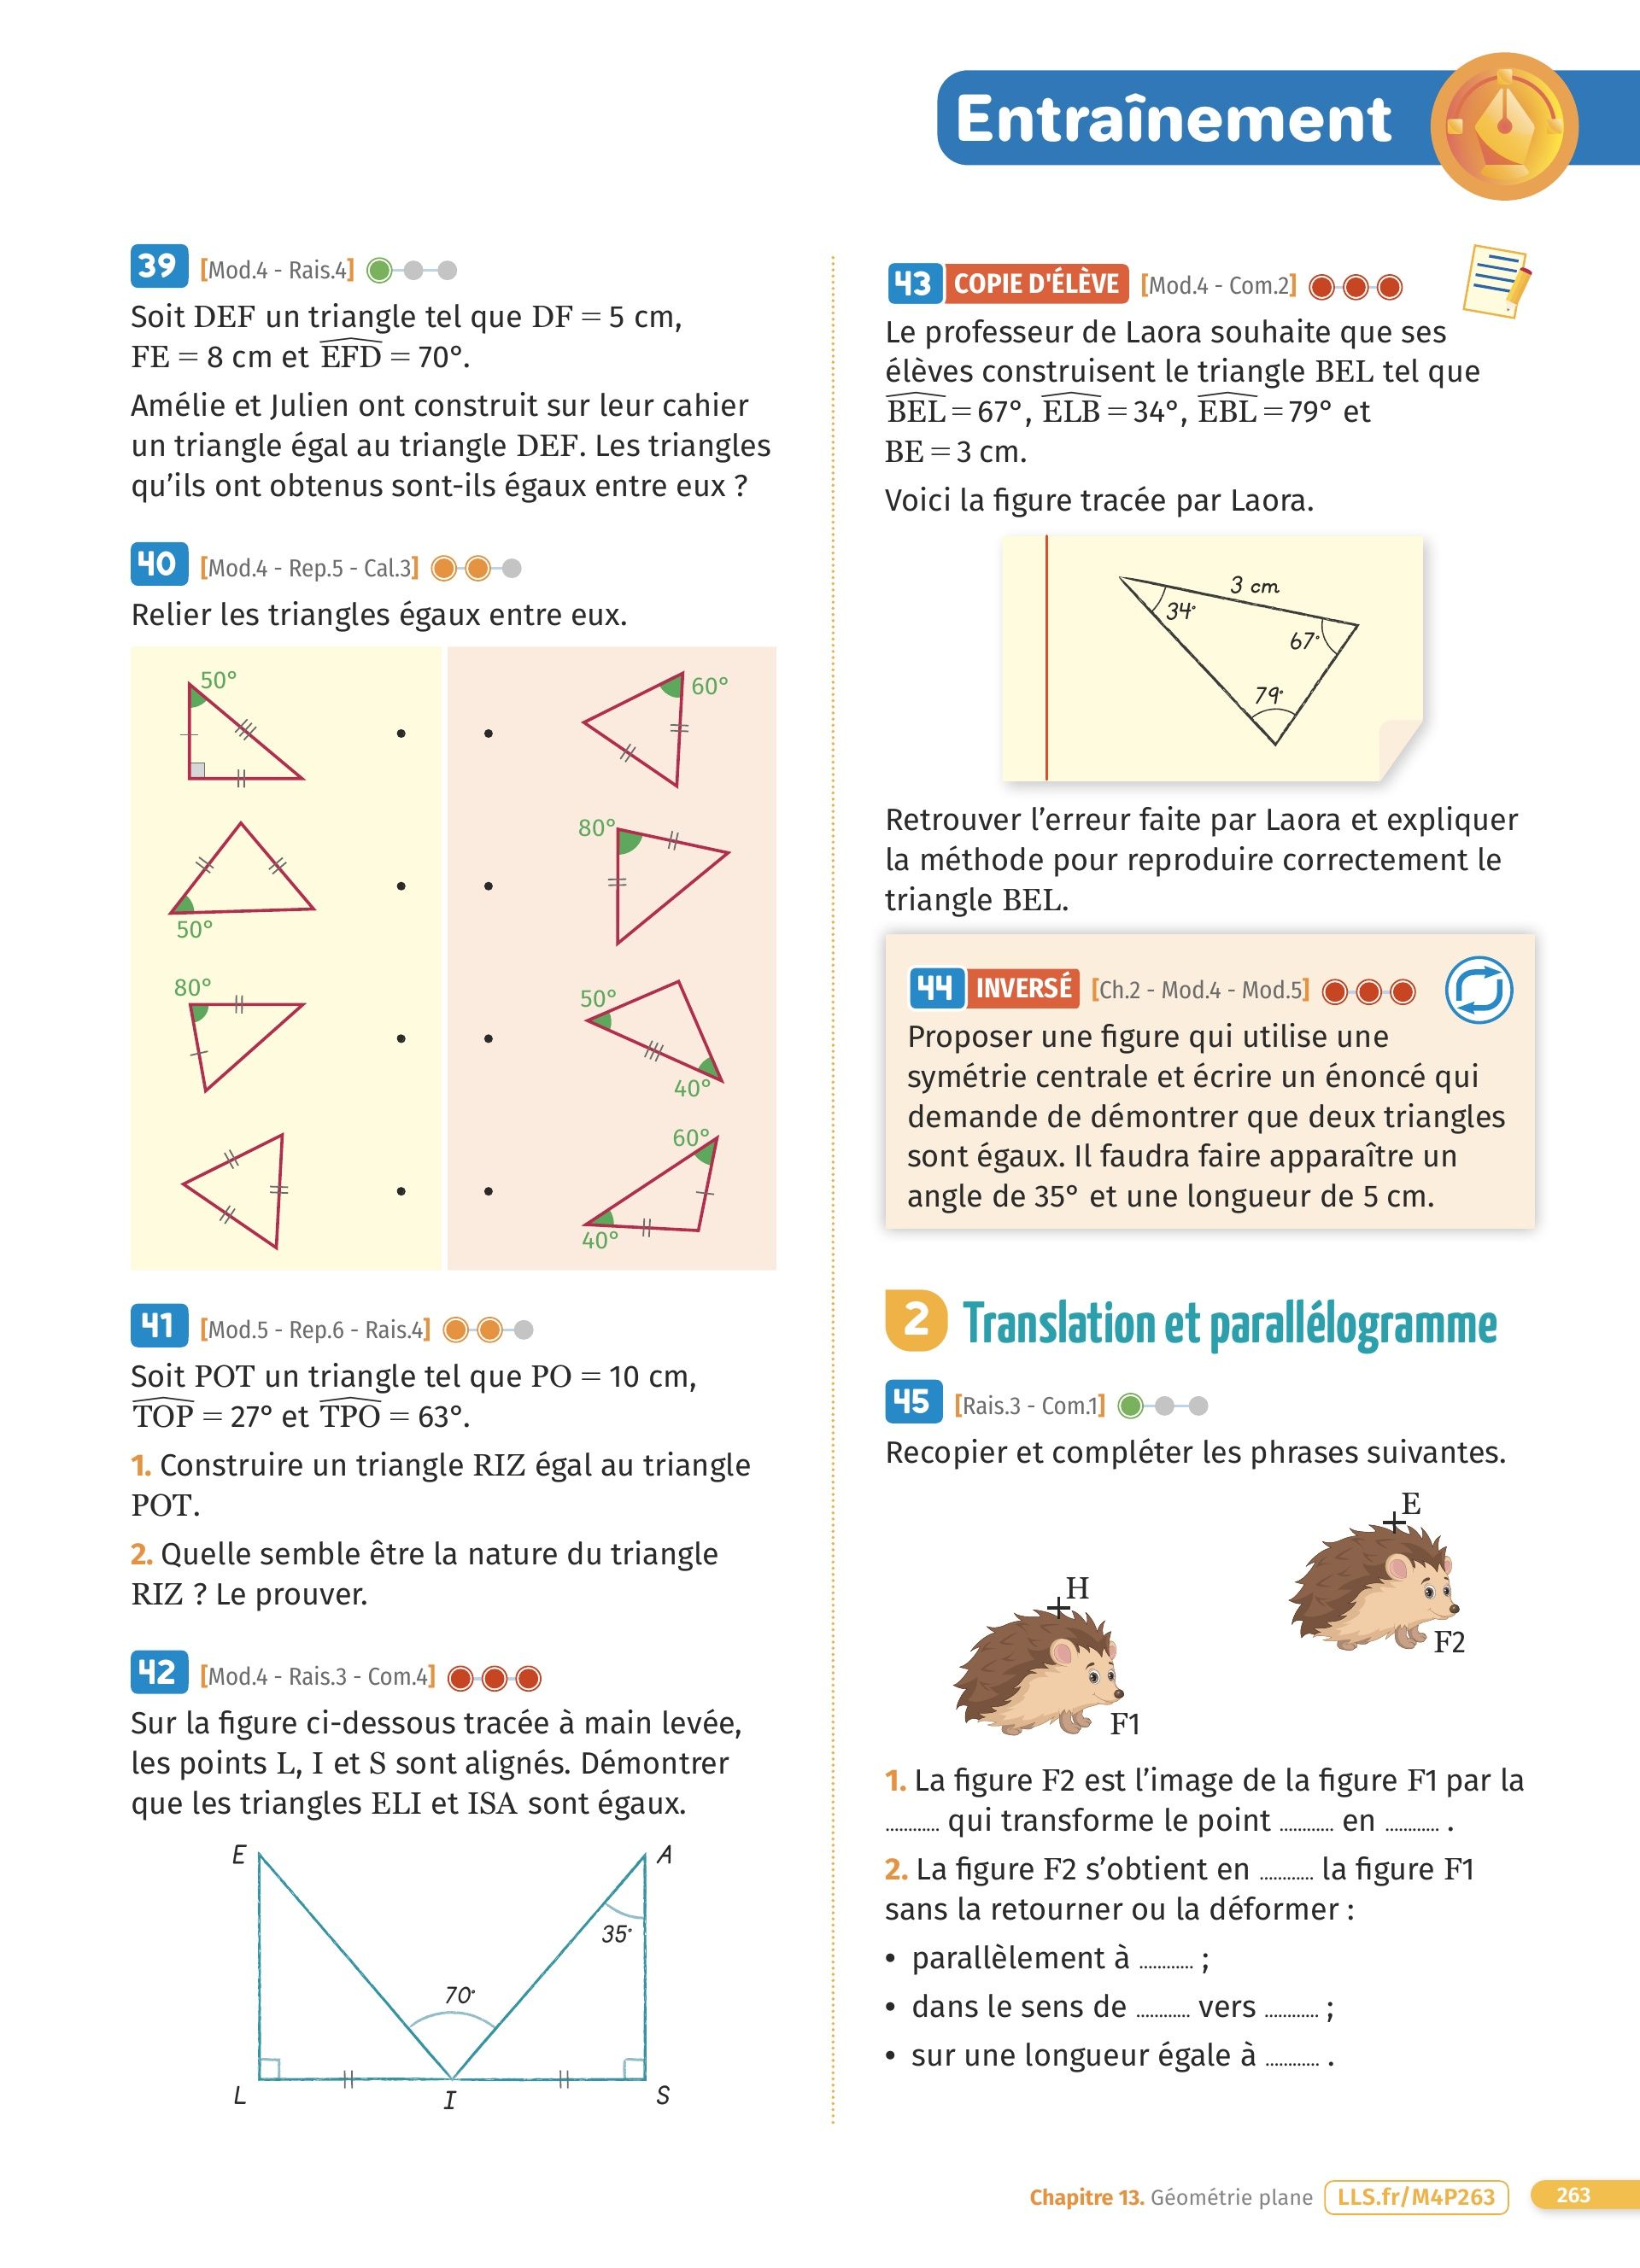 Entraînement
39 [Mod.4 - Rais.4]
Soit DEF un triangle tel que DF = 5 cm,
FE = 8 cm et EFD = 70°.
Amélie et Julien ont construit sur leur cahier
un triangle égal au triangle DEF. Les triangles
qu'ils ont obtenus sont-ils égaux entre eux ?
40 [Mod.4 - Rep.5 - Cal.3]
Relier les triangles égaux entre eux.
50°
60°
50°
80°
80°
50°
40°
60°
40°
41 [Mod.5 - Rep.6 - Rais.4]
Soit POT un triangle tel que PO = 10 cm,
TOP = 27° et TPO = 63°.
1. Construire un triangle RIZ égal au triangle
POT.
2. Quelle semble être la nature du triangle
RIZ ? Le prouver.
42 [Mod.4 - Rais.3 - Com.4]
Sur la figure ci-dessous tracée à main levée,
les points L, I et S sont alignés. Démontrer
que les triangles ELI et ISA sont égaux.
E
A
35°
70°
L
I
S
43 COPIE D'ÉLÈVE [Mod.4 - Com.2]
Le professeur de Laora souhaite que ses
élèves construisent le triangle BEL tel que
BEL = 67°, ELB = 34°, EBL = 79° et
BE = 3 cm.
Voici la figure tracée par Laora.
3 cm
34°
67°
79°
Retrouver l'erreur faite par Laora et expliquer
la méthode pour reproduire correctement le
triangle BEL.
44 INVERSÉ [Ch.2 - Mod.4 - Mod.5]
Proposer une figure qui utilise une
symétrie centrale et écrire un énoncé qui
demande de démontrer que deux triangles
sont égaux. Il faudra faire apparaître un
angle de 35° et une longueur de 5 cm.
2 Translation et parallélogramme
45 [Rais.3 - Com.1]
Recopier et compléter les phrases suivantes.
E
H
F2
F1
1. La figure F2 est l'image de la figure F1 par la
............ qui transforme le point ............ en ............ .
2. La figure F2 s'obtient en ............ la figure F1
sans la retourner ou la déformer :
• parallèlement à ............ ;
• dans le sens de ............ vers ............ ;
• sur une longueur égale à ............ .
Chapitre 13. Géométrie plane LLS.fr/M4P263 263